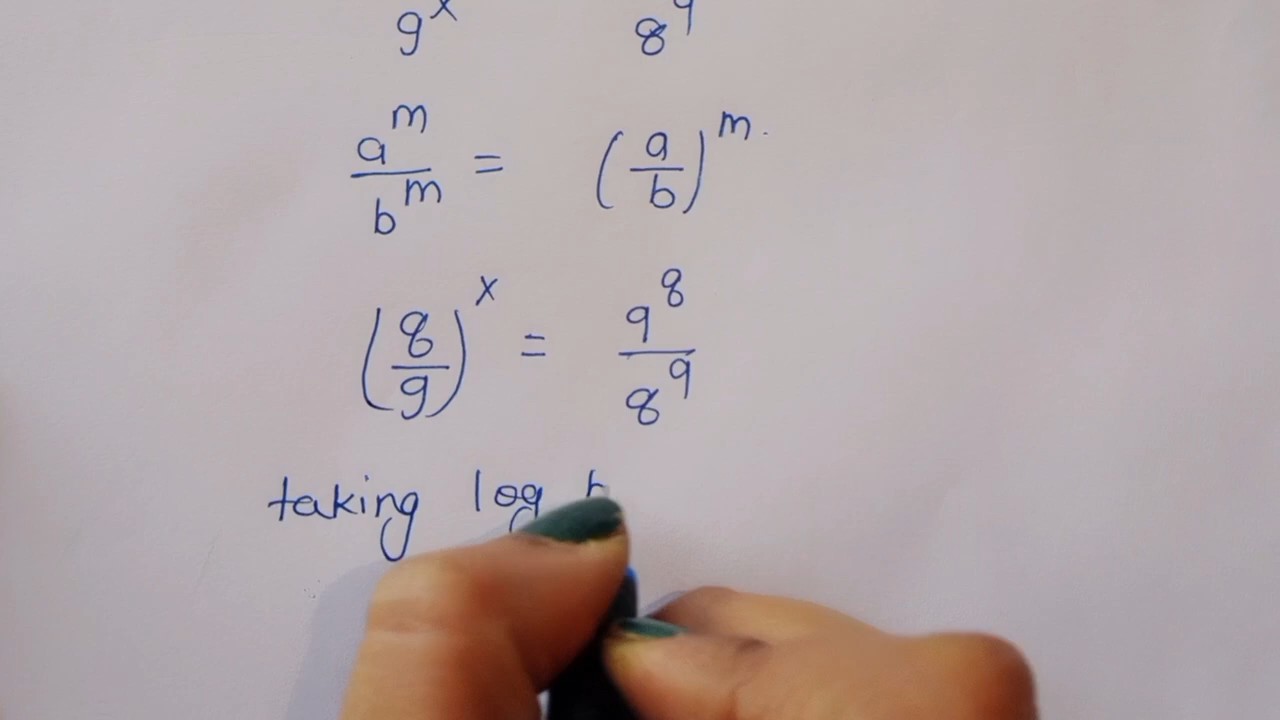 9^x 8^9
a^m/b^m = (a/b)^m.
(8/9)^x = 9^8/8^9
taking log